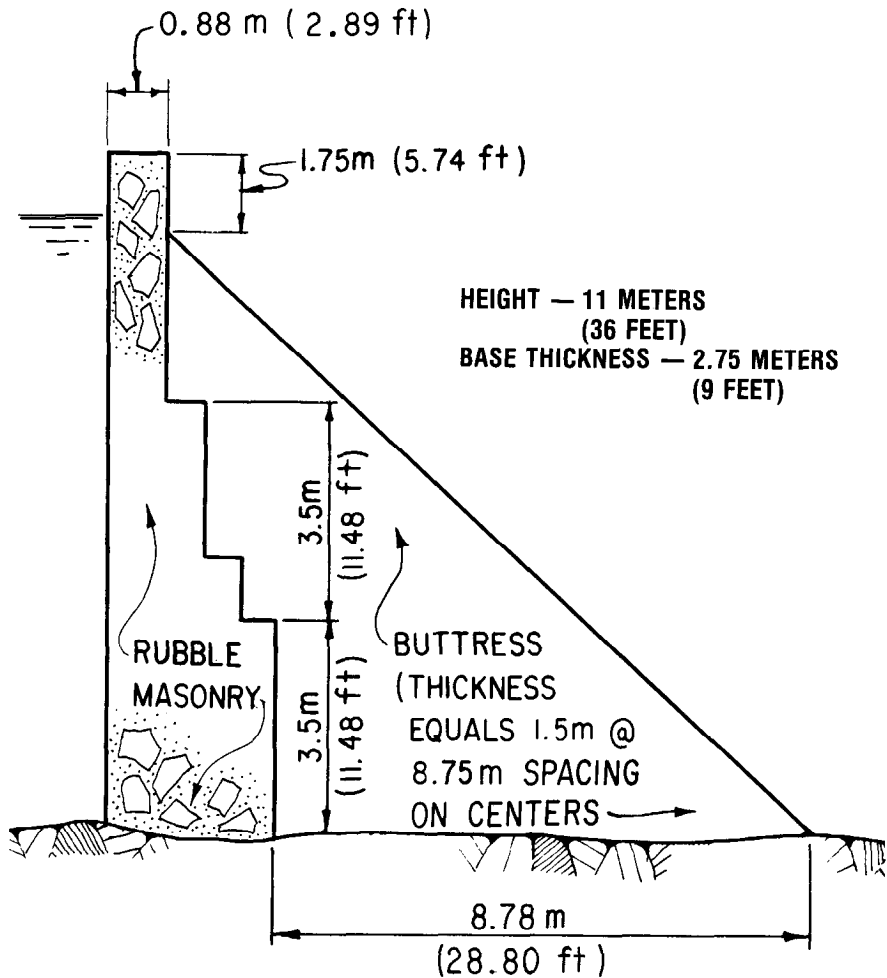 0.88 m (2.89 ft)
1.75m (5.74 ft)
HEIGHT — 11 METERS
(36 FEET)
BASE THICKNESS — 2.75 METERS
(9 FEET)
3.5m
(11.48 ft)
RUBBLE
MASONRY
3.5m
(11.48 ft)
BUTTRESS
(THICKNESS
EQUALS 1.5m @
8.75m SPACING
ON CENTERS
8.78 m
(28.80 ft)